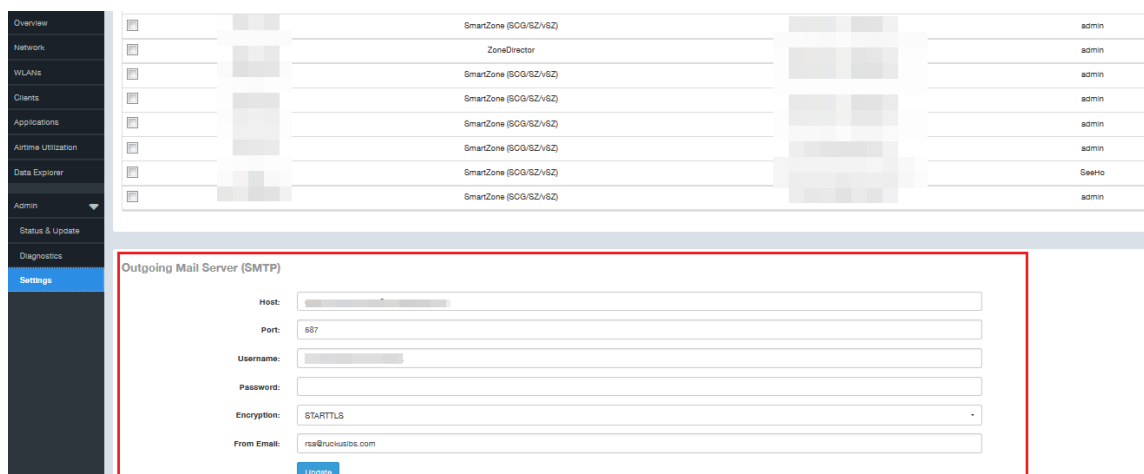 Overview
Network
WLANs
Clients
Applications
Airtime Utilization
Data Explorer
Admin
Status & Update
Diagnostics
Settings
SmartZone (SCG/SZ/vSZ) admin
ZoneDirector admin
SmartZone (SCG/SZ/vSZ) admin
SmartZone (SCG/SZ/vSZ) admin
SmartZone (SCG/SZ/vSZ) admin
SmartZone (SCG/SZ/vSZ) admin
SmartZone (SCG/SZ/vSZ) SeeHo
SmartZone (SCG/SZ/vSZ) admin
Outgoing Mail Server (SMTP)
Host:
Port: 587
Username:
Password:
Encryption: STARTTLS
From Email: rsa@ruckuslbs.com
Update